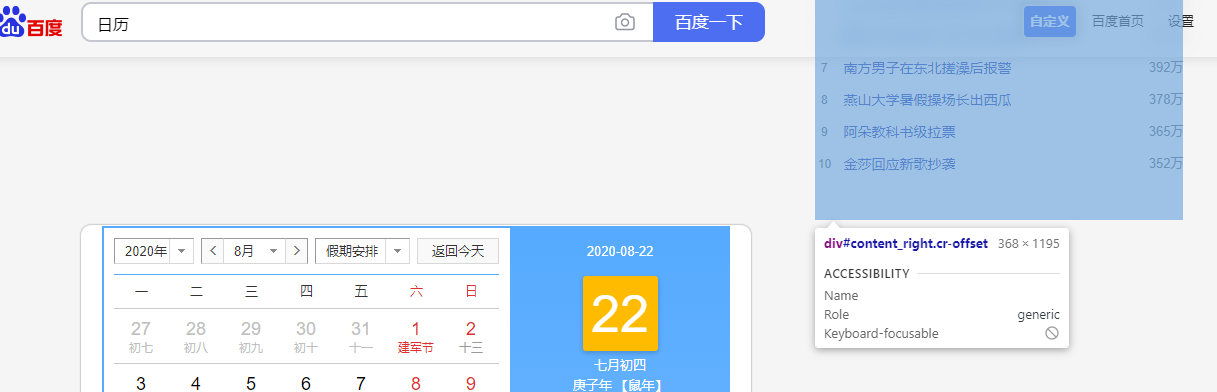 du百度 日历 百度一下 自定义 百度首页 设置
7 南方男子在东北搓澡后报警 392万
8 燕山大学暑假操场长出西瓜 378万
9 阿朵教科书级拉票 365万
10 金莎回应新歌抄袭 352万
2020年 8月 假期安排 返回今天
一 二 三 四 五 六 日
27 28 29 30 31 1 2
初七 初八 初九 初十 十一 建军节 十三
3 4 5 6 7 8 9
2020-08-22
22
七月初四
庚子年【鼠年】
div#content_right.cr-offset 368 × 1195
ACCESSIBILITY
Name
Role generic
Keyboard-focusable